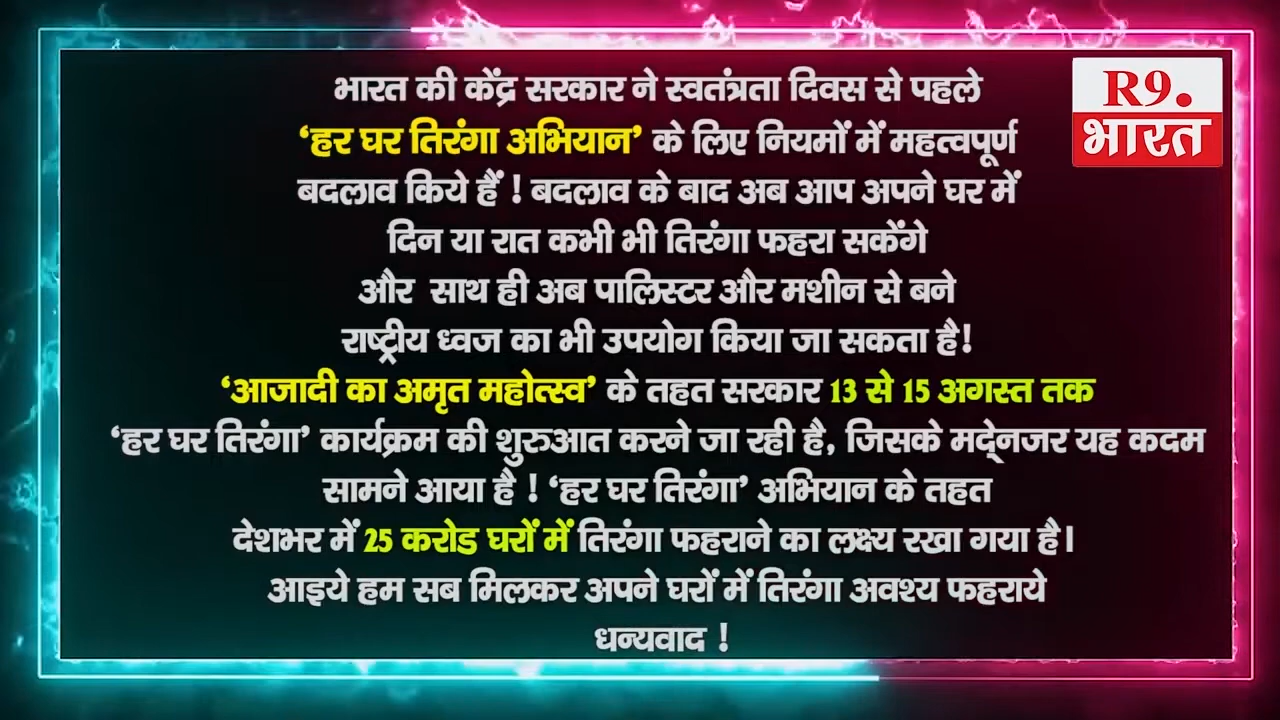 भारत की केंद्र सरकार ने स्वतंत्रता दिवस से पहले
R9.
भारत
‘हर घर तिरंगा अभियान’ के लिए नियमों में महत्वपूर्ण
बदलाव किये हैं ! बदलाव के बाद अब आप अपने घर में
दिन या रात कभी भी तिरंगा फहरा सकेंगे
और साथ ही अब पालिस्टर और मशीन से बने
राष्ट्रीय ध्वज का भी उपयोग किया जा सकता है!
‘आजादी का अमृत महोत्स्व’ के तहत सरकार 13 से 15 अगस्त तक
‘हर घर तिरंगा’ कार्यक्रम की शुरुआत करने जा रही है, जिसके मद्देनजर यह कदम
सामने आया है ! ‘हर घर तिरंगा’ अभियान के तहत
देशभर में 25 करोड घरों में तिरंगा फहराने का लक्ष्य रखा गया है।
आइये हम सब मिलकर अपने घरों में तिरंगा अवश्य फहराये
धन्यवाद !